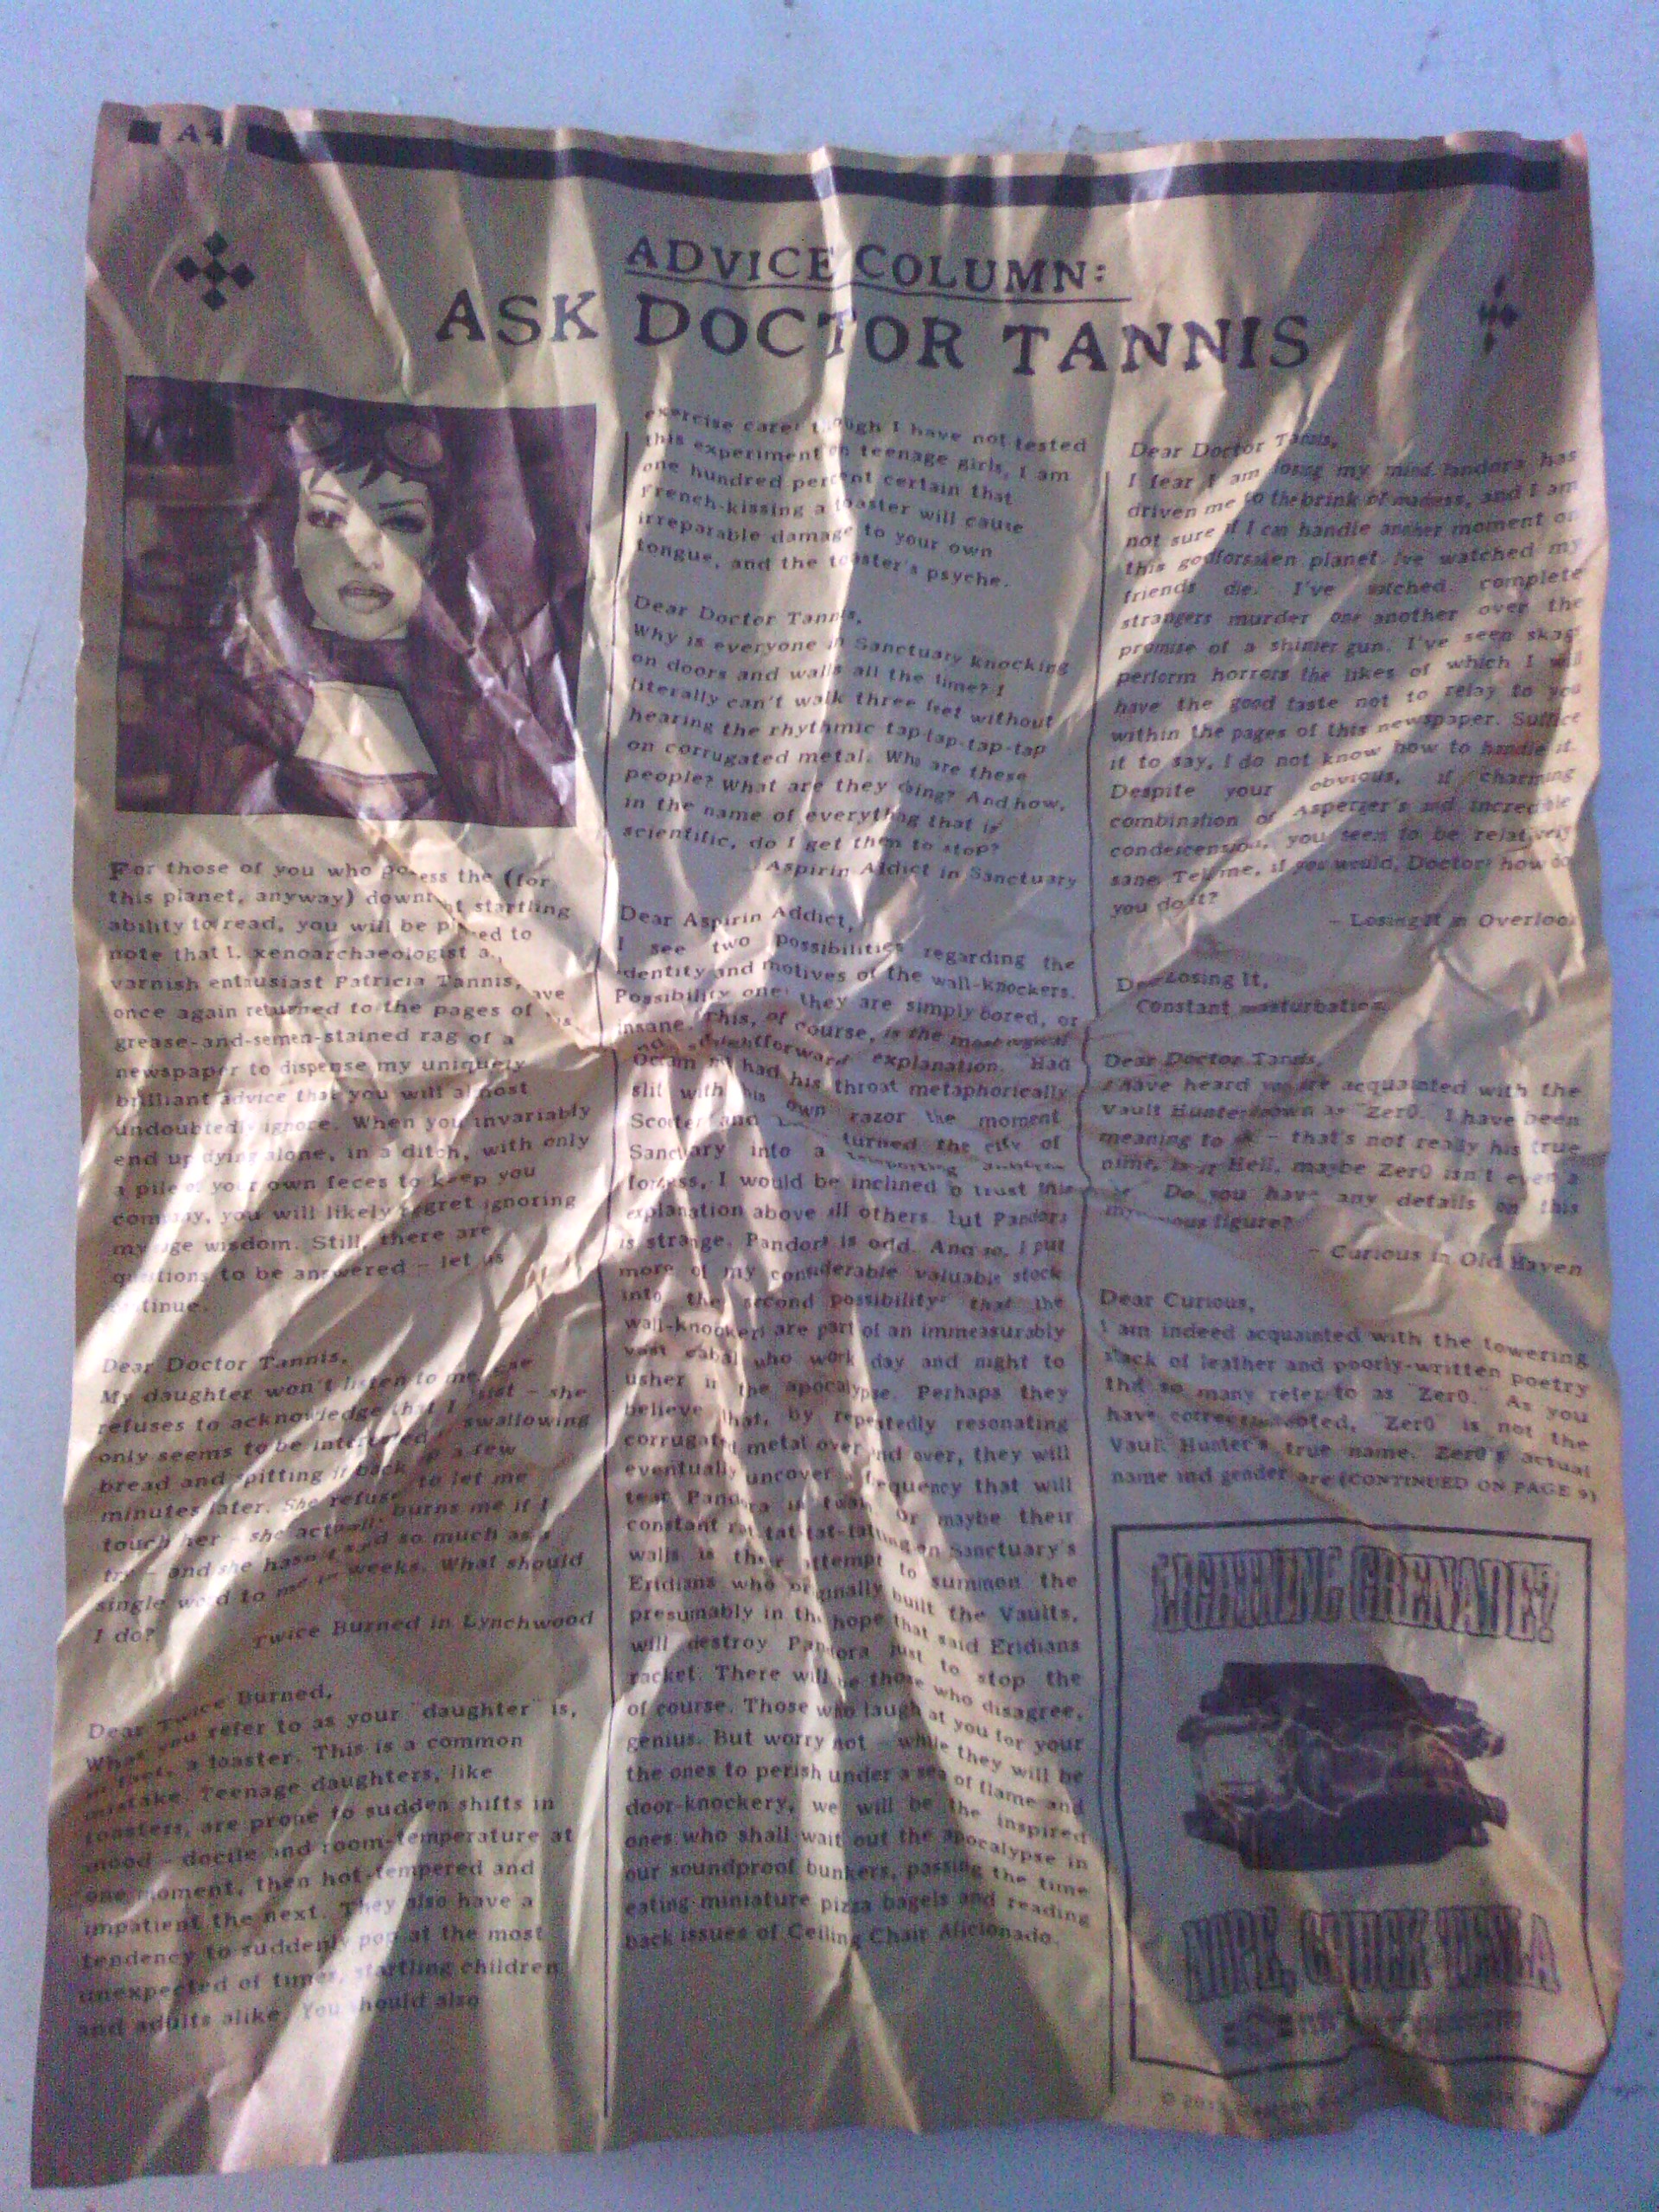 A4
ADVICE COLUMN:
ASK DOCTOR TANNIS
For those of you who the (for
this planet, anyway) startling
ability to read, you will be to
note that I, xenoarchaeologist
varnish enthusiast Patricia Tannis,
once again returned to the pages of
grease-and-semen-stained rag of a
newspaper to dispense my uniquely
brilliant advice that you will almost
undoubtedly ignore. When you invariably
end up dying alone, in a ditch, with only
a pile of your own feces to keep you
company, you will likely regret ignoring
my wisdom. Still, there are
questions to be answered – let us
Dear Doctor Tannis,
My daughter won't listen to me,
refuses to acknowledge that I – she
only seems to be interested swallowing
bread and spitting it back up a few
minutes later. She refuses to let me
touch her – she actually burns me if I
try – and she hasn't said so much as a
single word to me in weeks. What should
I do?
Twice Burned in Lynchwood
Dear Twice Burned,
What you refer to as your "daughter" is,
in fact, a toaster. This is a common
mistake. Teenage daughters, like
toasters, are prone to sudden shifts in
mood – docile and room-temperature at
one moment, then hot-tempered and
impatient the next. They also have a
tendency to suddenly pop at the most
unexpected of times, startling children
and adults alike. You should also
exercise care: though I have not tested
this experiment on teenage girls, I am
one hundred percent certain that
French-kissing a toaster will cause
irreparable damage to your own
tongue, and the toaster's psyche.
Dear Doctor Tannis,
Why is everyone in Sanctuary knocking
on doors and walls all the time? I
literally can't walk three feet without
hearing the rhythmic tap-tap-tap-tap
on corrugated metal. Who are these
people? What are they doing? And how,
in the name of everything that is
scientific, do I get them to stop?
Aspirin Addict in Sanctuary
Dear Aspirin Addict,
I see two possibilities regarding the
identity and motives of the wall-knockers.
Possibility one: they are simply bored, or
insane. This, of course, is the most
straightforward explanation. Had
Occam had his throat metaphorically
slit with his own razor the moment
Scooter and turned the city of
Sanctuary into a
fortress, I would be inclined to trust this
explanation above all others. but Pandora
is strange. Pandora is odd. And so, I put
more of my considerable valuable stock
into the second possibility: that the
wall-knockers are part of an immeasurably
vast cabal who work day and night to
usher in the apocalypse. Perhaps they
believe that, by repeatedly resonating
corrugated metal over and over, they will
eventually uncover a frequency that will
tear Pandora in Or maybe their
constant rat-tat-tat-tatting on Sanctuary's
walls is their attempt to summon the
Eridians who originally built the Vaults,
presumably in the hope that said Eridians
will destroy Pandora just to stop the
racket. There will be those who disagree,
of course. Those who laugh at you for your
genius. But worry not – while they will be
the ones to perish under a sea of flame and
door-knockery, we will be the inspired
ones who shall wait out the apocalypse in
our soundproof bunkers, passing the time
eating miniature pizza bagels and reading
back issues of Ceiling Chair Aficionado.
Dear Doctor Tannis,
I fear I am losing my mind. Pandora has
driven me to the brink of madness, and I am
not sure if I can handle another moment on
this godforsaken planet. I've watched my
friends die. I've watched complete
strangers murder one another over the
promise of a shinier gun. I've seen skags
perform horrors the likes of which I will
have the good taste not to relay to you
within the pages of this newspaper. Suffice
it to say, I do not know how to handle it.
Despite your obvious, if charming
combination of Asperger's and incredible
condescension, you seem to be relatively
sane. Tell me, if you would, Doctor: how do
you do it?
– Losing It in Overlook
Dear Losing It,
Constant masturbation.
Dear Doctor Tannis,
I have heard you are acquainted with the
Vault Hunter known as "Zer0." I have been
meaning to ask – that's not really his true
name, is it? Hell, maybe Zer0 isn't even a
Do you have any details on this
figure?
– Curious in Old Haven
Dear Curious,
I am indeed acquainted with the towering
stack of leather and poorly-written poetry
that so many refer to as "Zer0." As you
have correctly noted, "Zer0" is not the
Vault Hunter's true name. Zer0's actual
name and gender are (CONTINUED ON PAGE 9)
LIGHTNING GRENADE?
NOPE, CHUCK
© 201